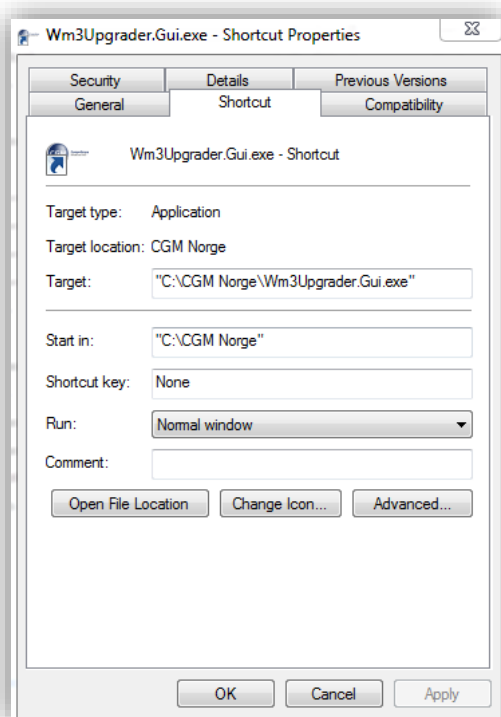 Wm3Upgrader.Gui.exe - Shortcut Properties
Security Details Previous Versions
General Shortcut Compatibility
Wm3Upgrader.Gui.exe - Shortcut
Target type: Application
Target location: CGM Norge
Target: "C:\CGM Norge\Wm3Upgrader.Gui.exe"
Start in: "C:\CGM Norge"
Shortcut key: None
Run: Normal window
Comment:
Open File Location Change Icon... Advanced...
OK Cancel Apply